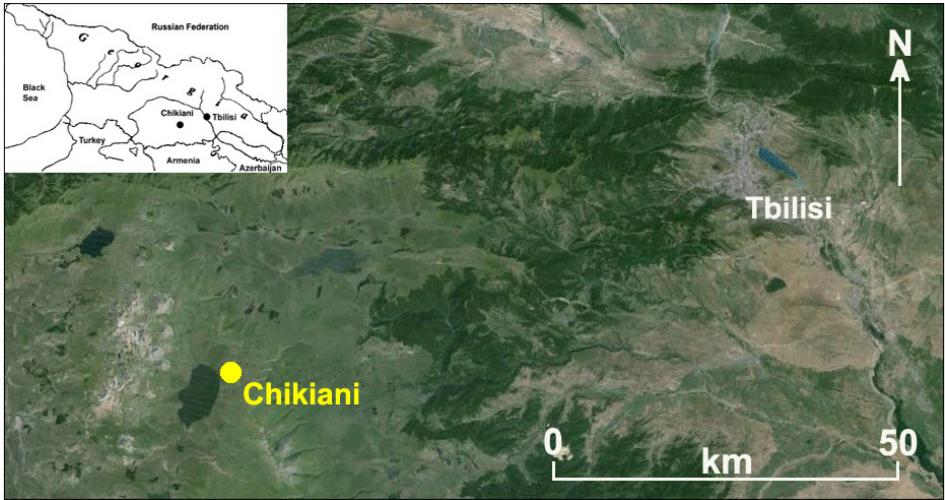 Russian Federation
G e o r g i a
Black
Sea
Chikiani
Tbilisi
Turkey
Armenia
Azerbaijan
N
Tbilisi
Chikiani
0
50
km